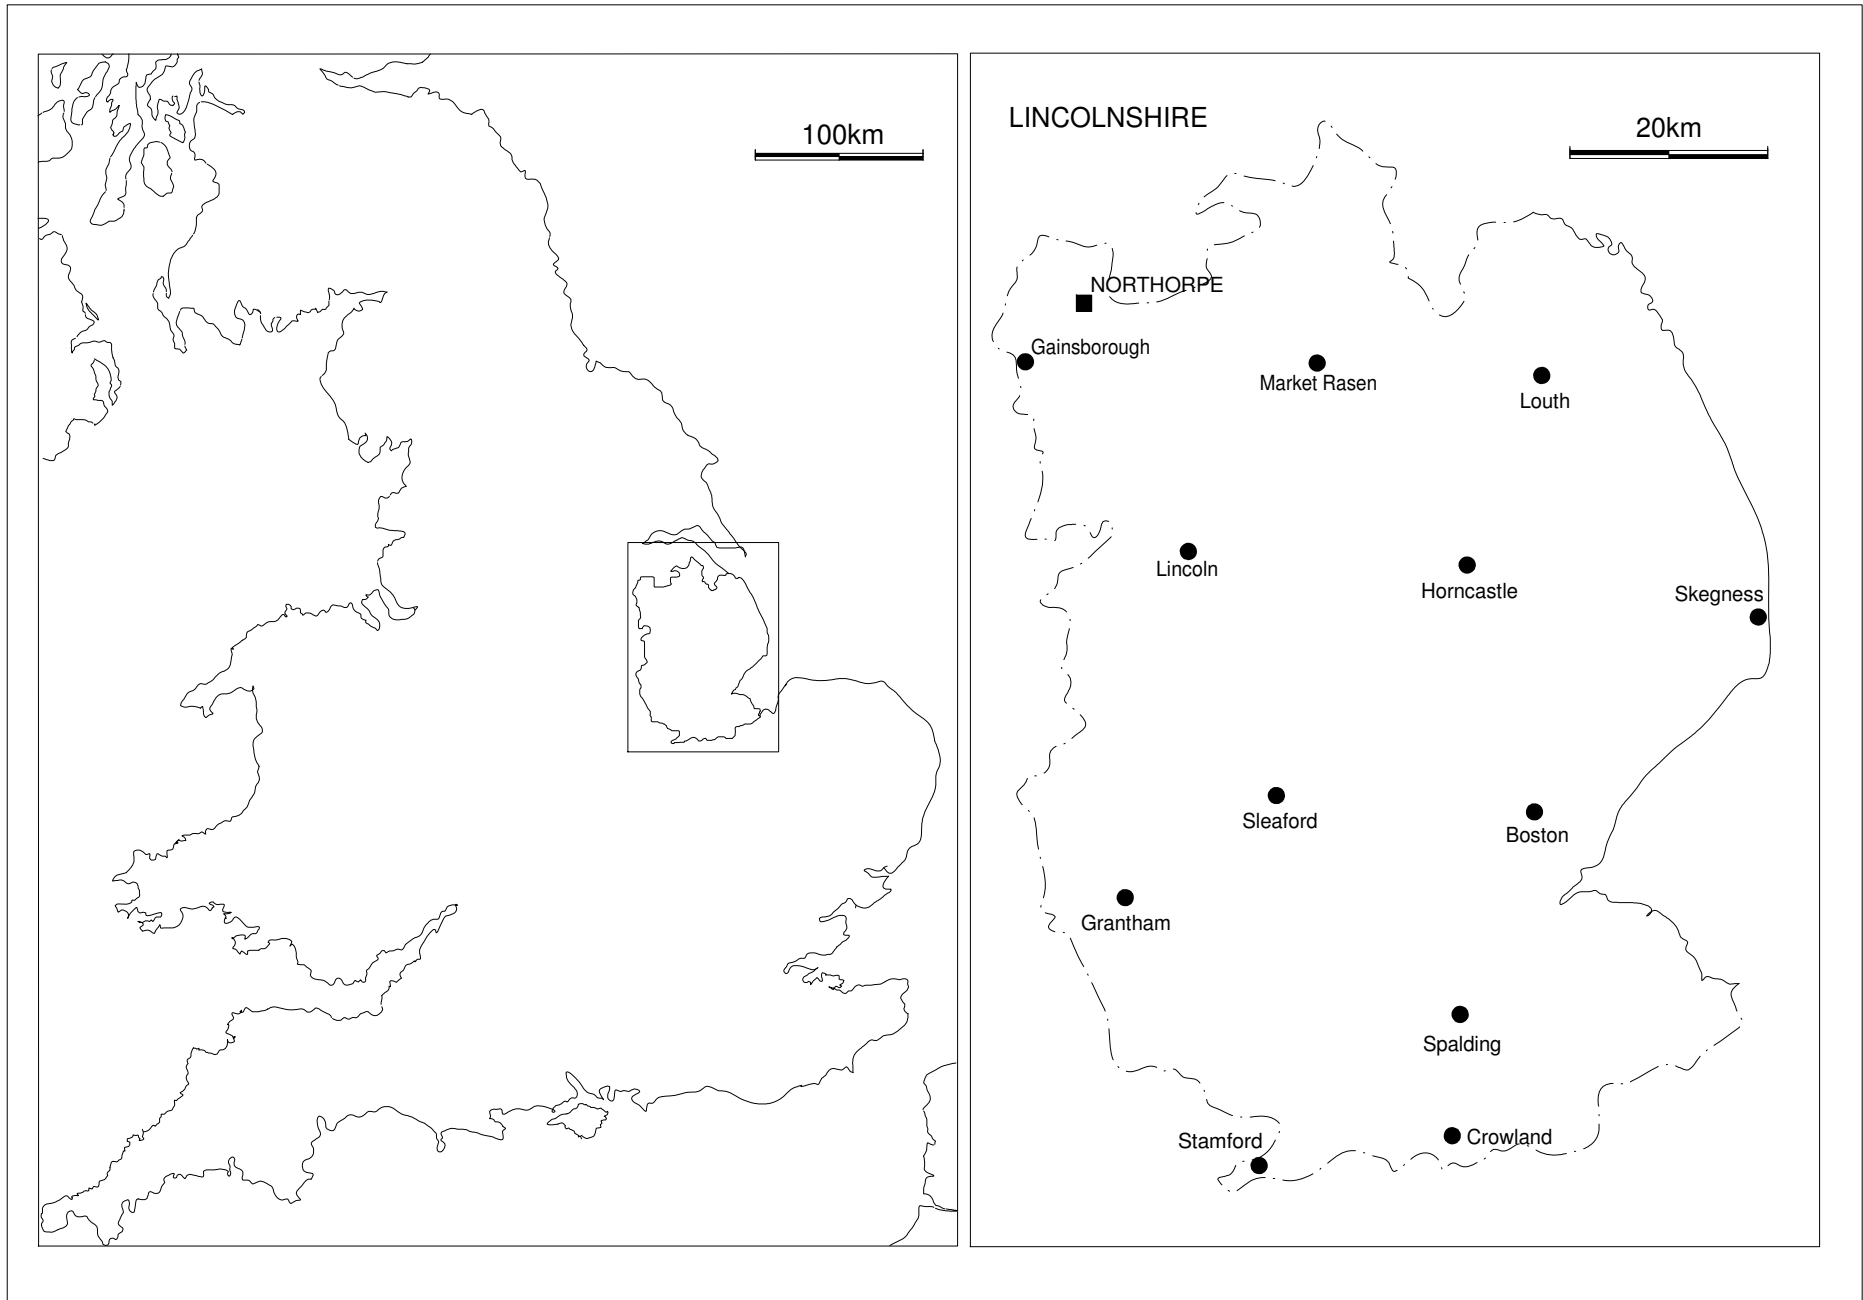 100km
LINCOLNSHIRE
20km
NORTHORPE
Gainsborough
Market Rasen
Louth
Lincoln
Horncastle
Skegness
Sleaford
Boston
Grantham
Spalding
Stamford
Crowland